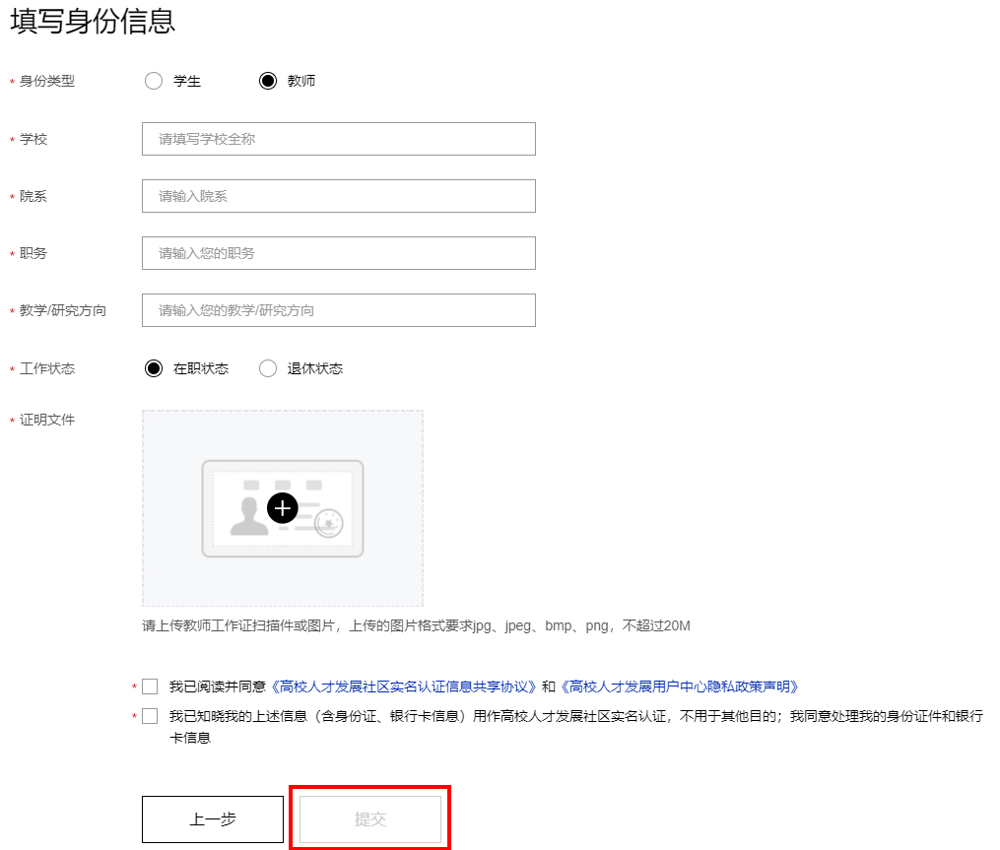 填写身份信息
* 身份类型 学生 教师
* 学校 请填写学校全称
* 院系 请输入院系
* 职务 请输入您的职务
* 教学/研究方向 请输入您的教学/研究方向
* 工作状态 在职状态 退休状态
* 证明文件
请上传教师工作证扫描件或图片，上传的图片格式要求jpg、jpeg、bmp、png，不超过20M
* 我已阅读并同意《高校人才发展社区实名认证信息共享协议》和《高校人才发展用户中心隐私政策声明》
* 我已知晓我的上述信息（含身份证、银行卡信息）用作高校人才发展社区实名认证，不用于其他目的；我同意处理我的身份证件和银行
卡信息
上一步 提交